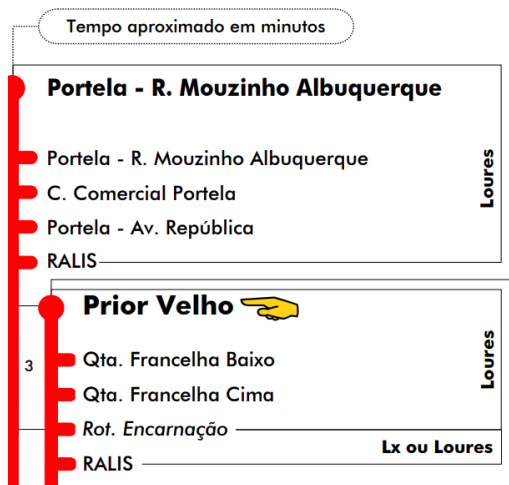 Tempo aproximado em minutos
Portela - R. Mouzinho Albuquerque
Portela - R. Mouzinho Albuquerque
C. Comercial Portela
Portela - Av. República
RALIS
Loures
Prior Velho
3
Qta. Francelha Baixo
Qta. Francelha Cima
Rot. Encarnação
RALIS
Loures
Lx ou Loures